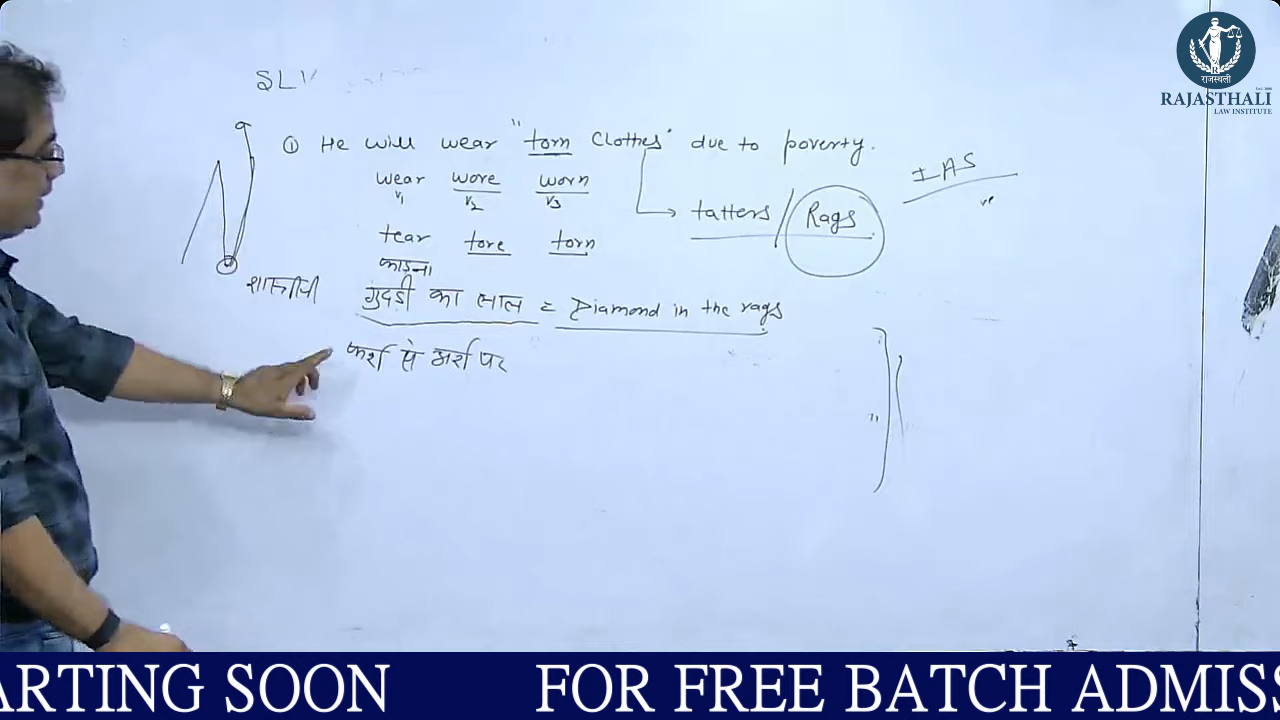 राजस्थली
RAJASTHALI
LAW INSTITUTE
① He will wear "torn Clothes" due to poverty.
IAS
wear wore worn
V1 V2 V3
tatters / Rags
tear tore torn
फाड़ना
गुदड़ी का लाल = Diamond in the rags
फर्श से अर्श पर
ARTING SOON FOR FREE BATCH ADMISS